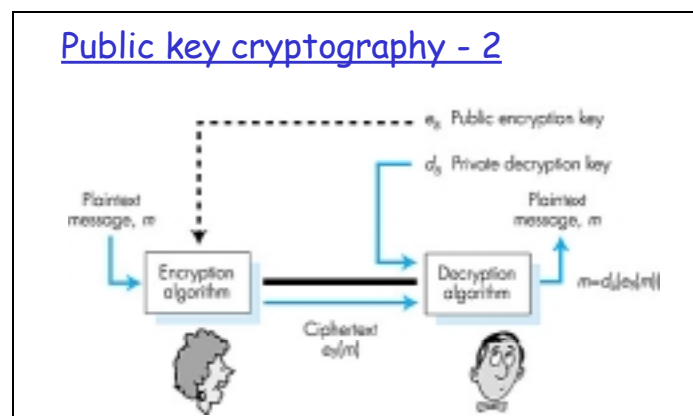 Public key cryptography - 2
e_B Public encryption key
d_B Private decryption key
Plaintext
message, m
Plaintext
message, m
Encryption
algorithm
Decryption
algorithm
m=d_B(e_B(m))
Ciphertext
e_B(m)